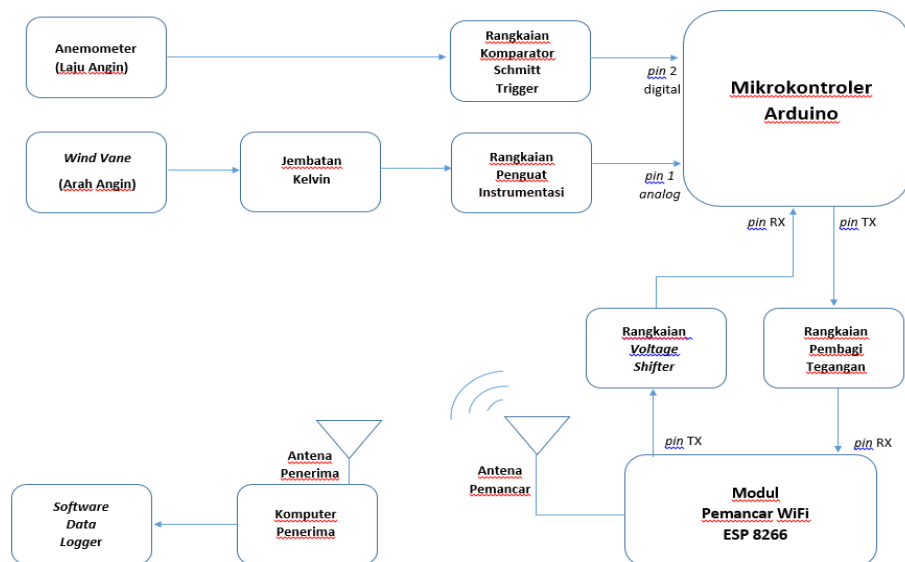 Anemometer
(Laju Angin)
Rangkaian
Komparator
Schmitt
Trigger
pin 2
digital
Mikrokontroler
Arduino
Wind Vane
(Arah Angin)
Jembatan
Kelvin
Rangkaian
Penguat
Instrumentasi
pin 1
analog
pin RX
pin TX
Rangkaian
Voltage
Shifter
Rangkaian
Pembagi
Tegangan
pin TX
pin RX
Antena
Penerima
Antena
Pemancar
Modul
Pemancar WiFi
ESP 8266
Software
Data
Logger
Komputer
Penerima